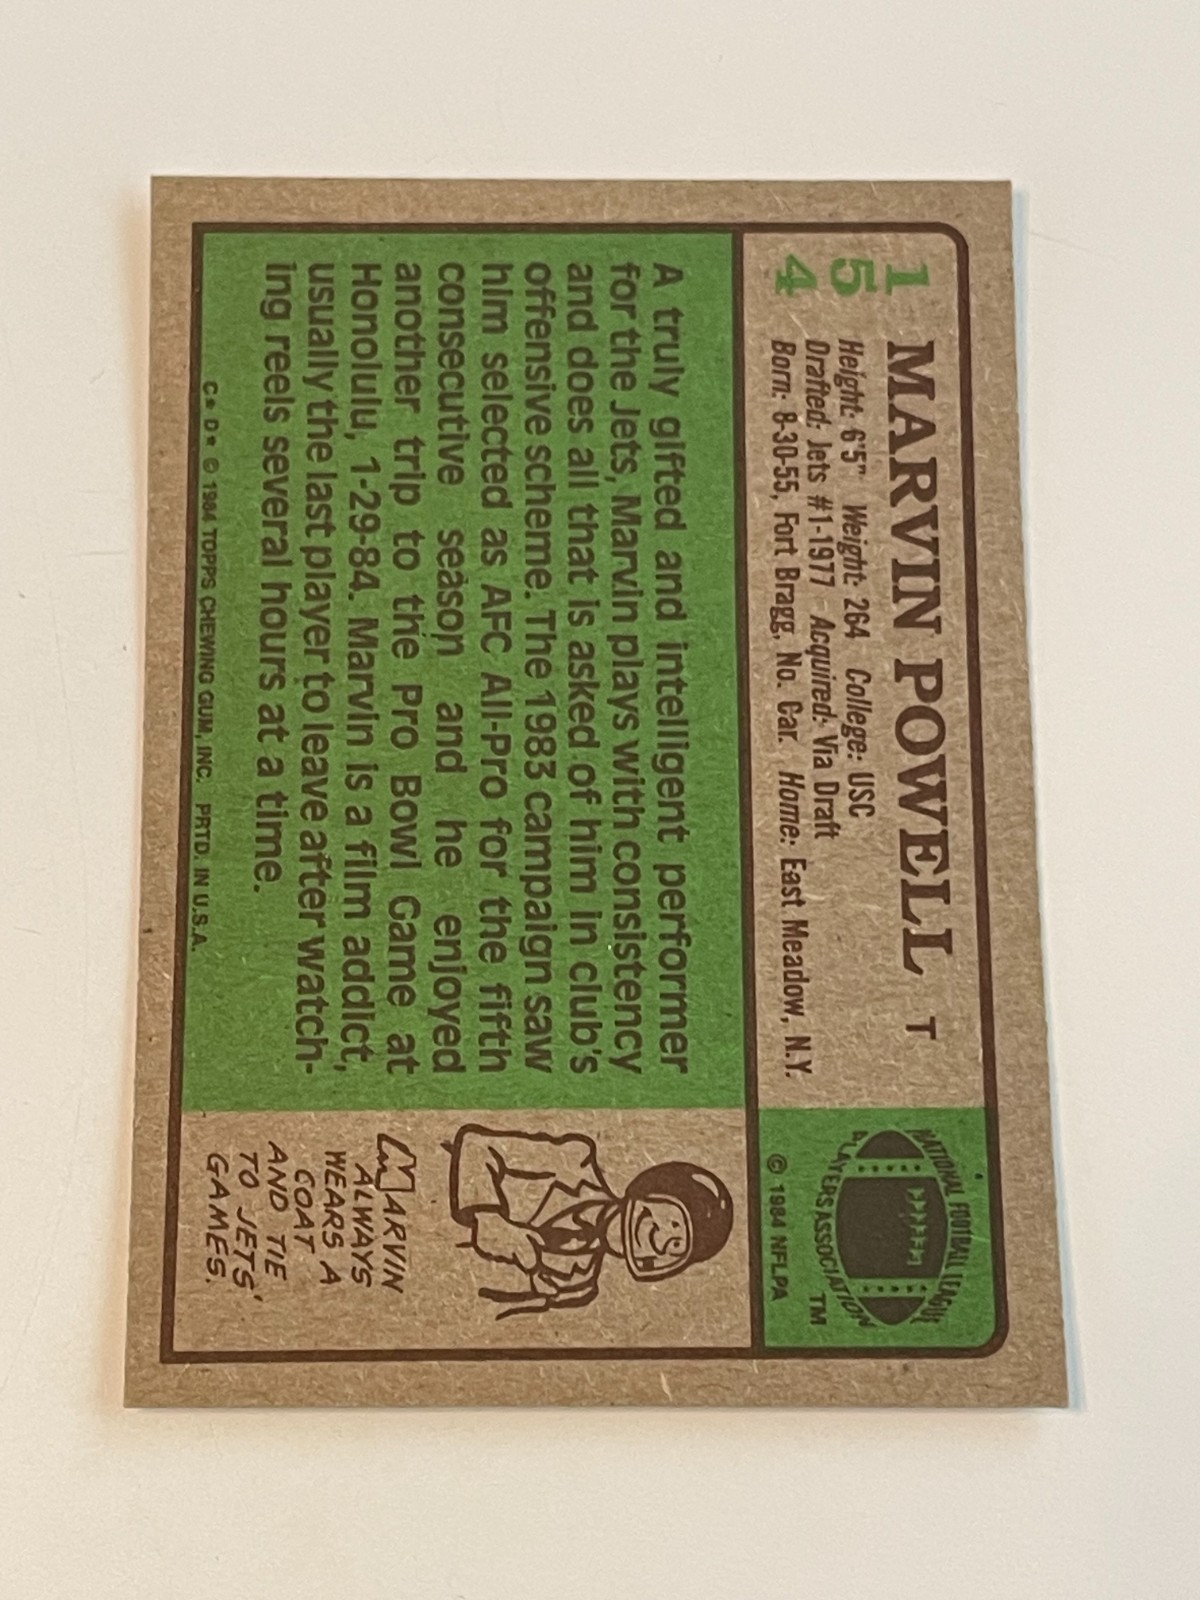 154
MARVIN POWELL T
Height: 6'5" Weight: 264 College: USC
Drafted: Jets #1-1977 Acquired: Via Draft
Born: 8-30-55, Fort Bragg, No. Car. Home: East Meadow, N.Y.
NATIONAL FOOTBALL LEAGUE
PLAYERS ASSOCIATION
TM
© 1984 NFLPA
A truly gifted and intelligent performer
for the Jets, Marvin plays with consistency
and does all that is asked of him in club's
offensive scheme. The 1983 campaign saw
him selected as AFC All-Pro for the fifth
consecutive season and he enjoyed
another trip to the Pro Bowl Game at
Honolulu, 1-29-84. Marvin is a film addict,
usually the last player to leave after watch-
ing reels several hours at a time.
MARVIN
ALWAYS
WEARS A
COAT
AND TIE
TO JETS'
GAMES.
C* D* © 1984 TOPPS CHEWING GUM, INC. PRTD. IN U.S.A.